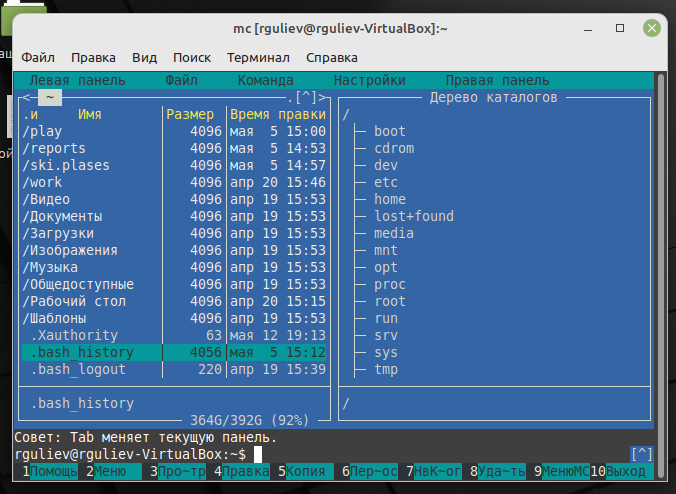 mc [rguliev@rguliev-VirtualBox]:~
Файл Правка Вид Поиск Терминал Справка
Левая панель Файл Команда Настройки Правая панель
<─ ~ ─.[^]>
Дерево каталогов
.и Имя Размер Время правки
/play 4096 мая 5 15:00
/reports 4096 мая 5 14:53
/ski.plases 4096 мая 5 14:57
/work 4096 апр 20 15:46
/Видео 4096 апр 19 15:53
/Документы 4096 апр 19 15:53
/Загрузки 4096 апр 19 15:53
/Изображения 4096 апр 19 15:53
/Музыка 4096 апр 19 15:53
/Общедоступные 4096 апр 19 15:53
/Рабочий стол 4096 апр 20 15:15
/Шаблоны 4096 апр 19 15:53
.Xauthority 63 мая 12 19:13
.bash_history 4056 мая 5 15:12
.bash_logout 220 апр 19 15:39
.bash_history
364G/392G (92%)
/
boot
cdrom
dev
etc
home
lost+found
media
mnt
opt
proc
root
run
srv
sys
tmp
/
Совет: Tab меняет текущую панель.
rguliev@rguliev-VirtualBox:~$ [^]
1Помощь 2Меню 3Про~тр 4Правка 5Копия 6Пер~ос 7НвК~ог 8Уда~ть 9МенюMC 10Выход